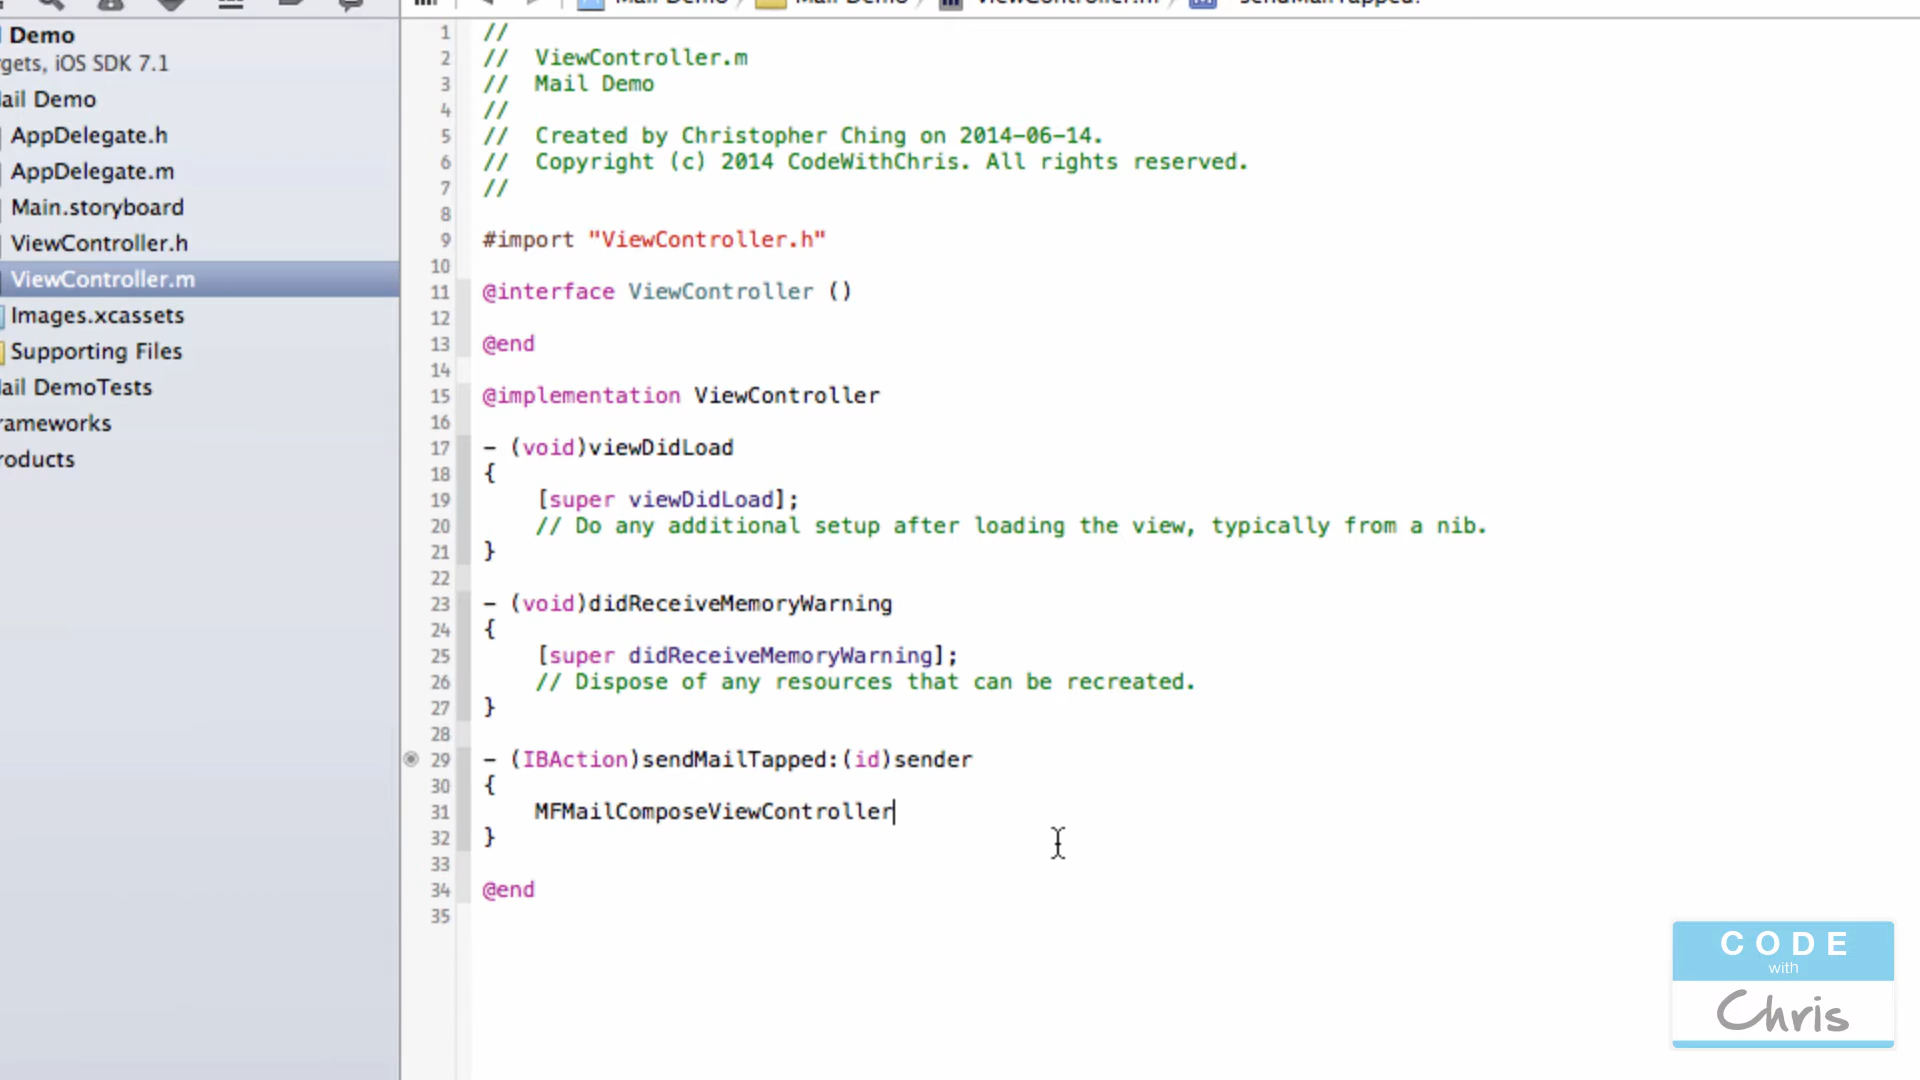 Mail Demo Mail Demo ViewController.m sendMailTapped:
Demo
gets, iOS SDK 7.1
ail Demo
AppDelegate.h
AppDelegate.m
Main.storyboard
ViewController.h
ViewController.m
Images.xcassets
Supporting Files
ail DemoTests
rameworks
roducts
1 //
2 // ViewController.m
3 // Mail Demo
4 //
5 // Created by Christopher Ching on 2014-06-14.
6 // Copyright (c) 2014 CodeWithChris. All rights reserved.
7 //
8
9 #import "ViewController.h"
10
11 @interface ViewController ()
12
13 @end
14
15 @implementation ViewController
16
17 - (void)viewDidLoad
18 {
19 [super viewDidLoad];
20 // Do any additional setup after loading the view, typically from a nib.
21 }
22
23 - (void)didReceiveMemoryWarning
24 {
25 [super didReceiveMemoryWarning];
26 // Dispose of any resources that can be recreated.
27 }
28
29 - (IBAction)sendMailTapped:(id)sender
30 {
31 MFMailComposeViewController
32 }
33
34 @end
35
CODE
with
Chris